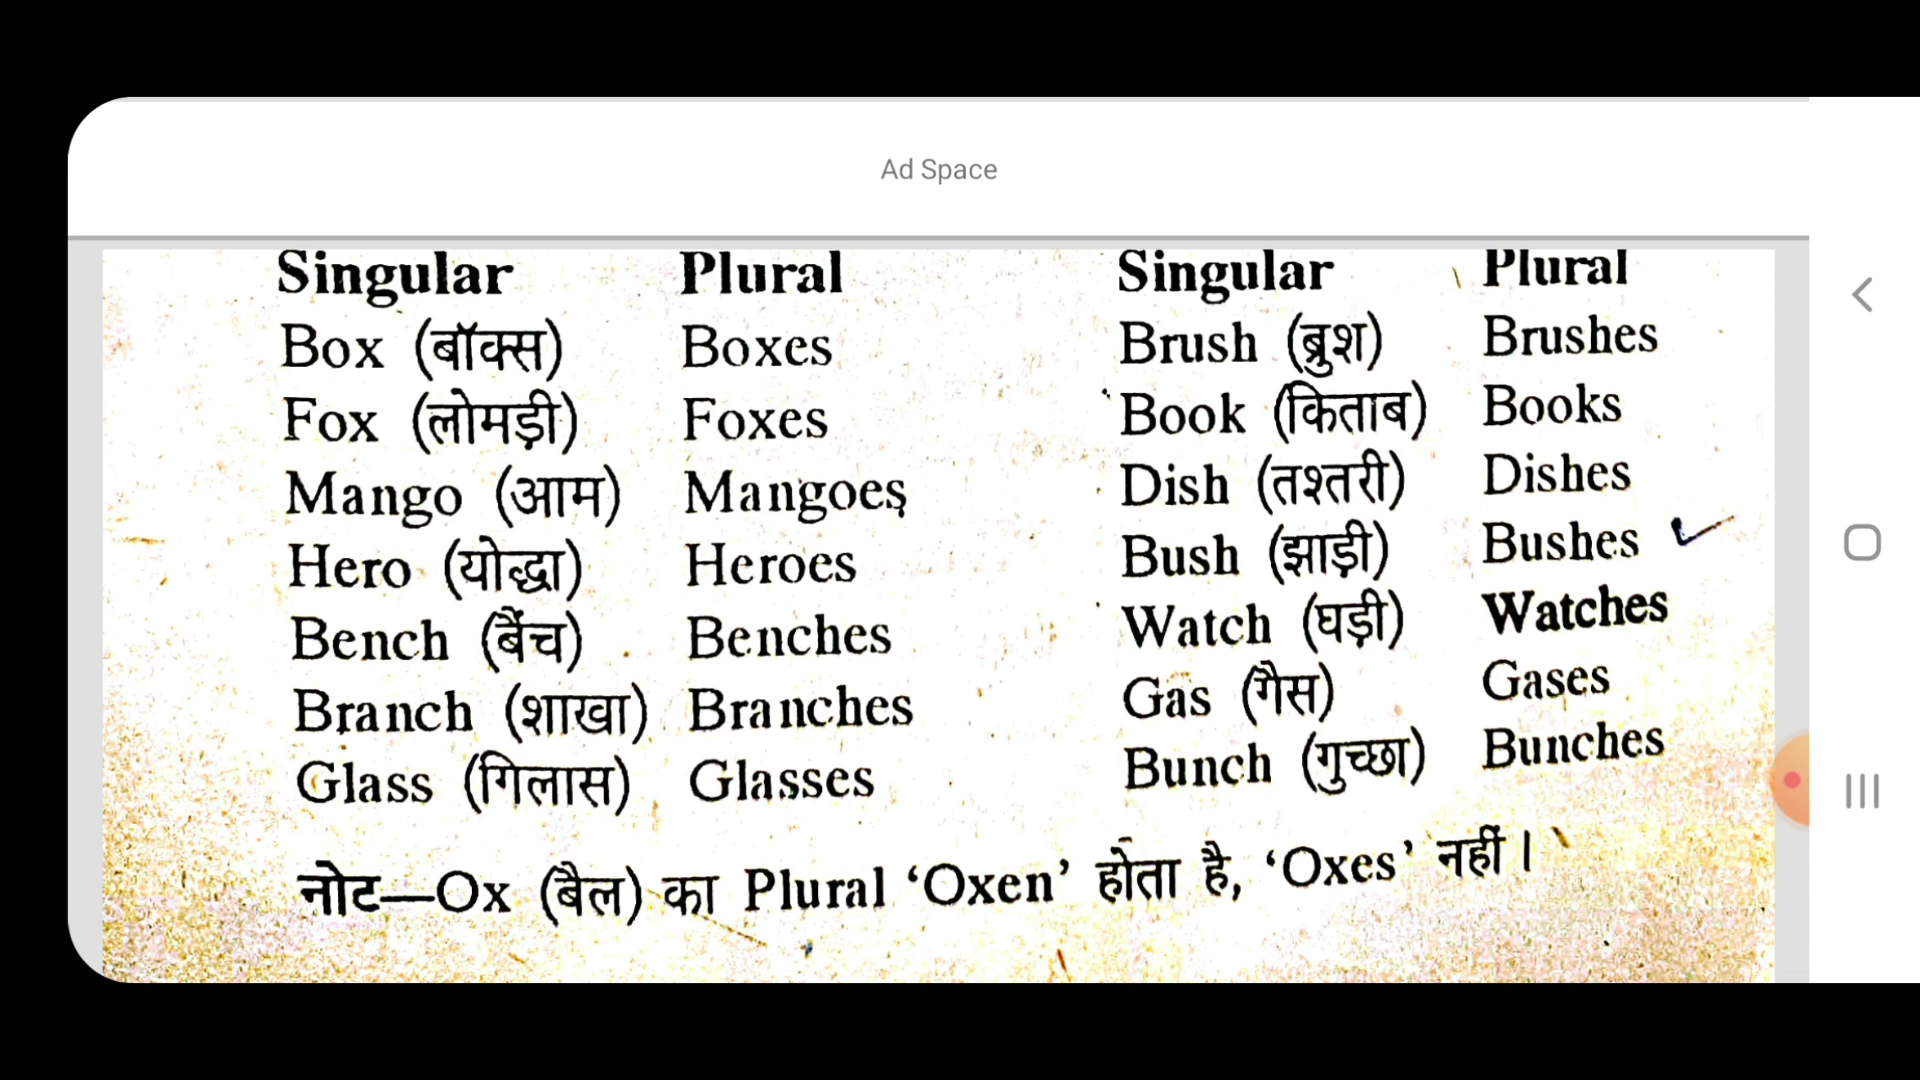 Ad Space
Singular Plural Singular Plural
Box (बॉक्स) Boxes Brush (ब्रुश) Brushes
Fox (लोमड़ी) Foxes Book (किताब) Books
Mango (आम) Mangoes Dish (तश्तरी) Dishes
Hero (योद्धा) Heroes Bush (झाड़ी) Bushes
Bench (बैंच) Benches Watch (घड़ी) Watches
Branch (शाखा) Branches Gas (गैस) Gases
Glass (गिलास) Glasses Bunch (गुच्छा) Bunches
नोट—Ox (बैल) का Plural ‘Oxen’ होता है, ‘Oxes’ नहीं।